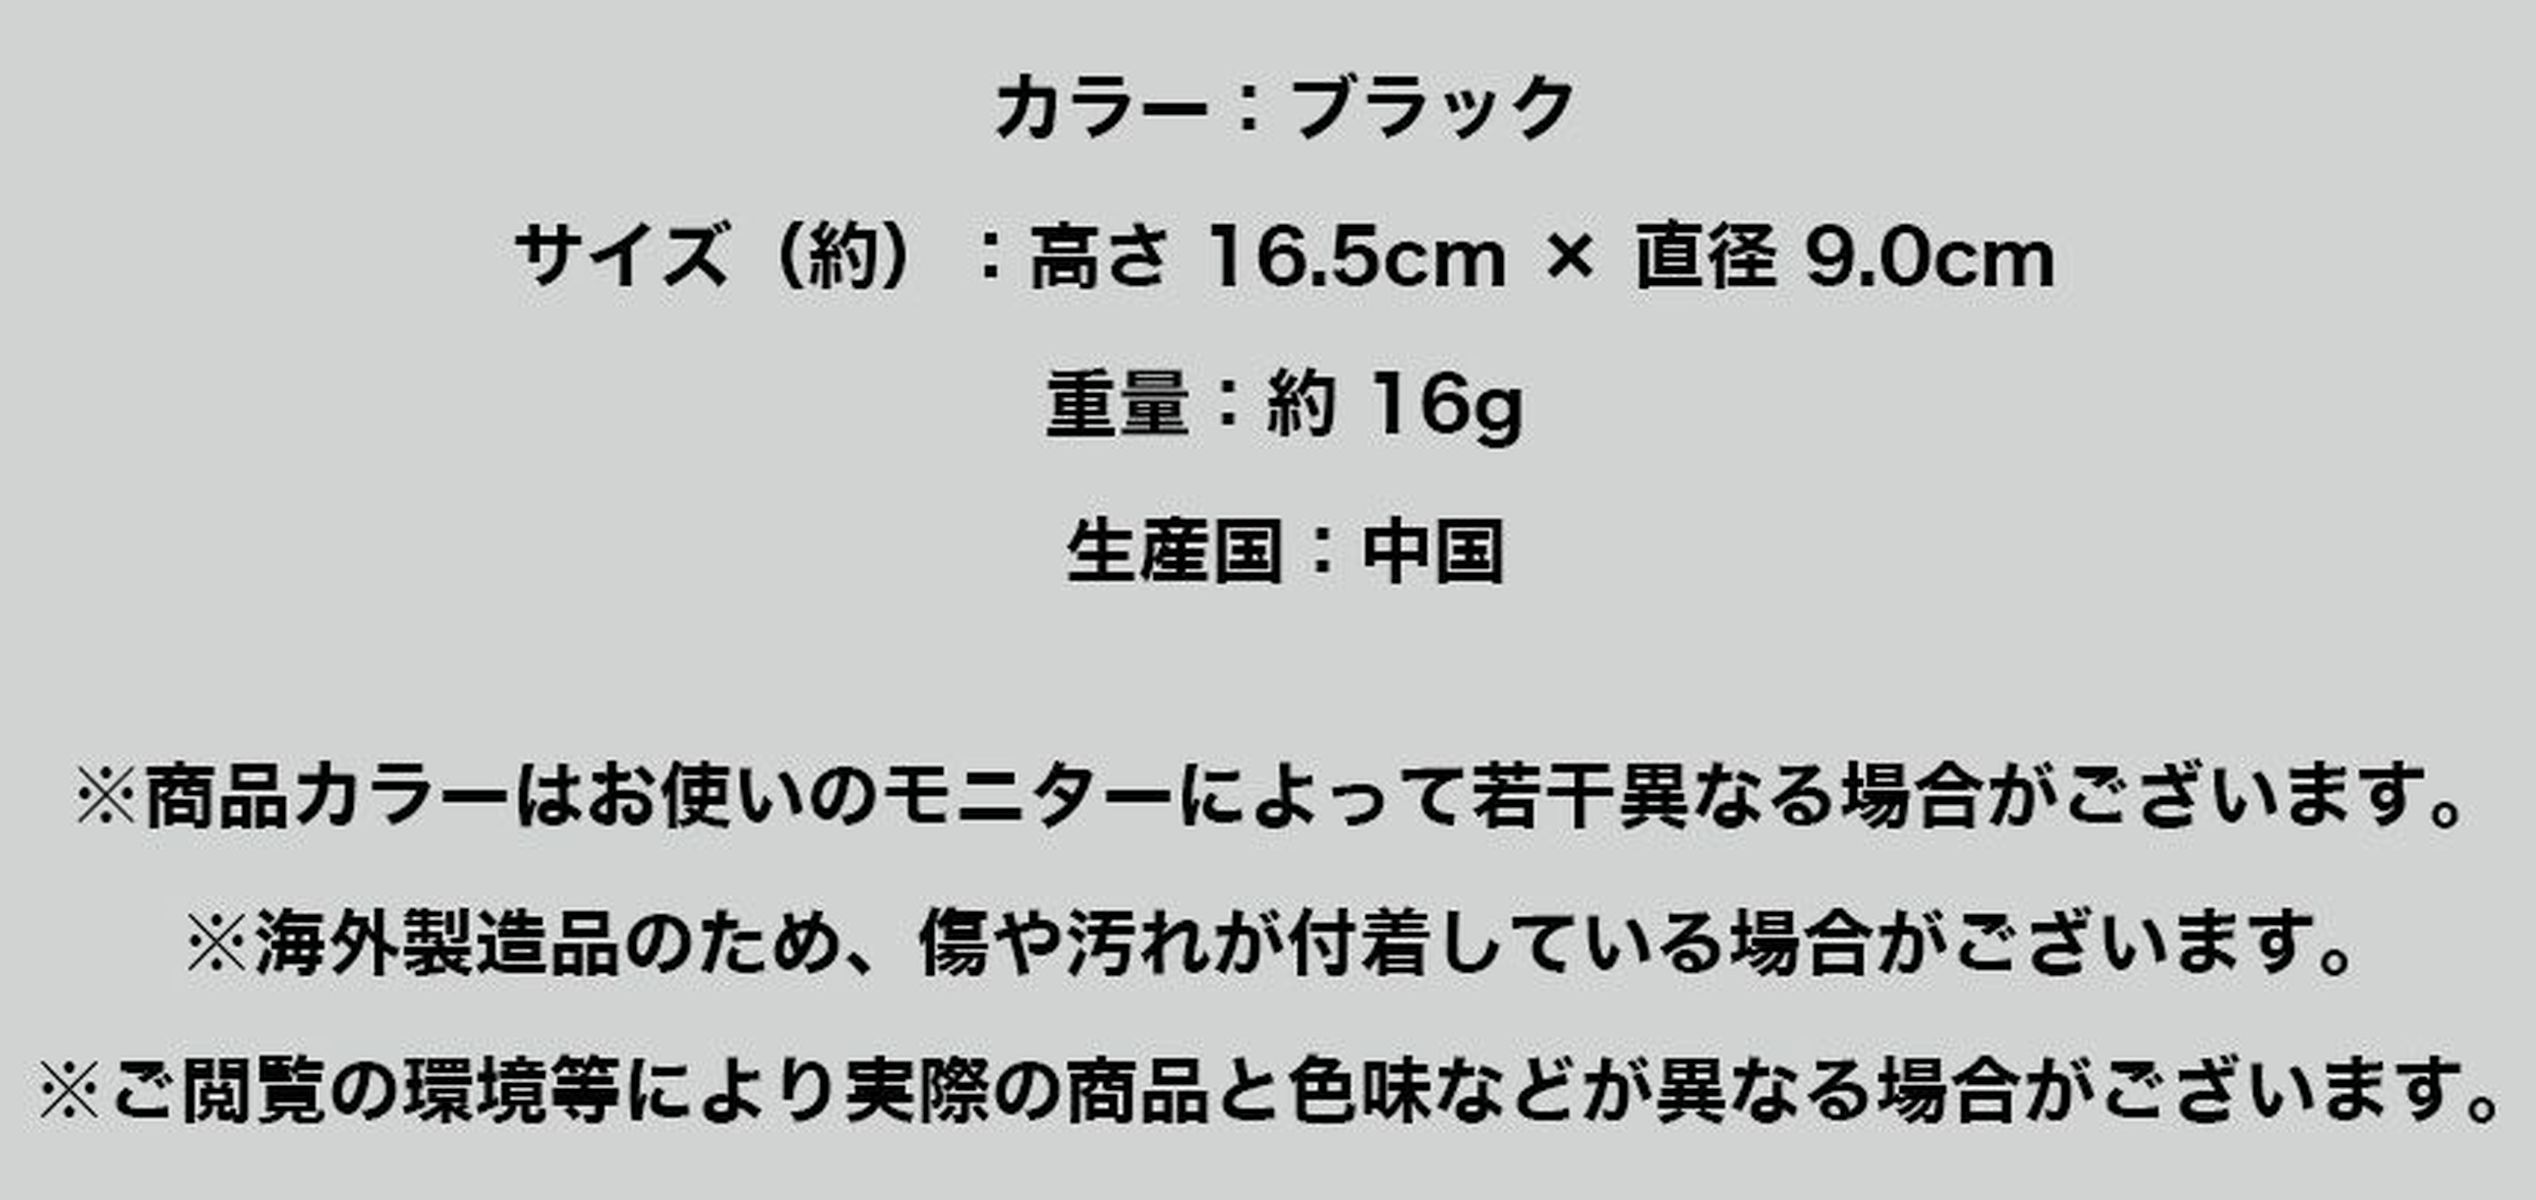 カラー：ブラック
サイズ（約）：高さ 16.5cm × 直径 9.0cm
重量：約 16g
生産国：中国
※商品カラーはお使いのモニターによって若干異なる場合がございます。
※海外製造品のため、傷や汚れが付着している場合がございます。
※ご閲覧の環境等により実際の商品と色味などが異なる場合がございます。